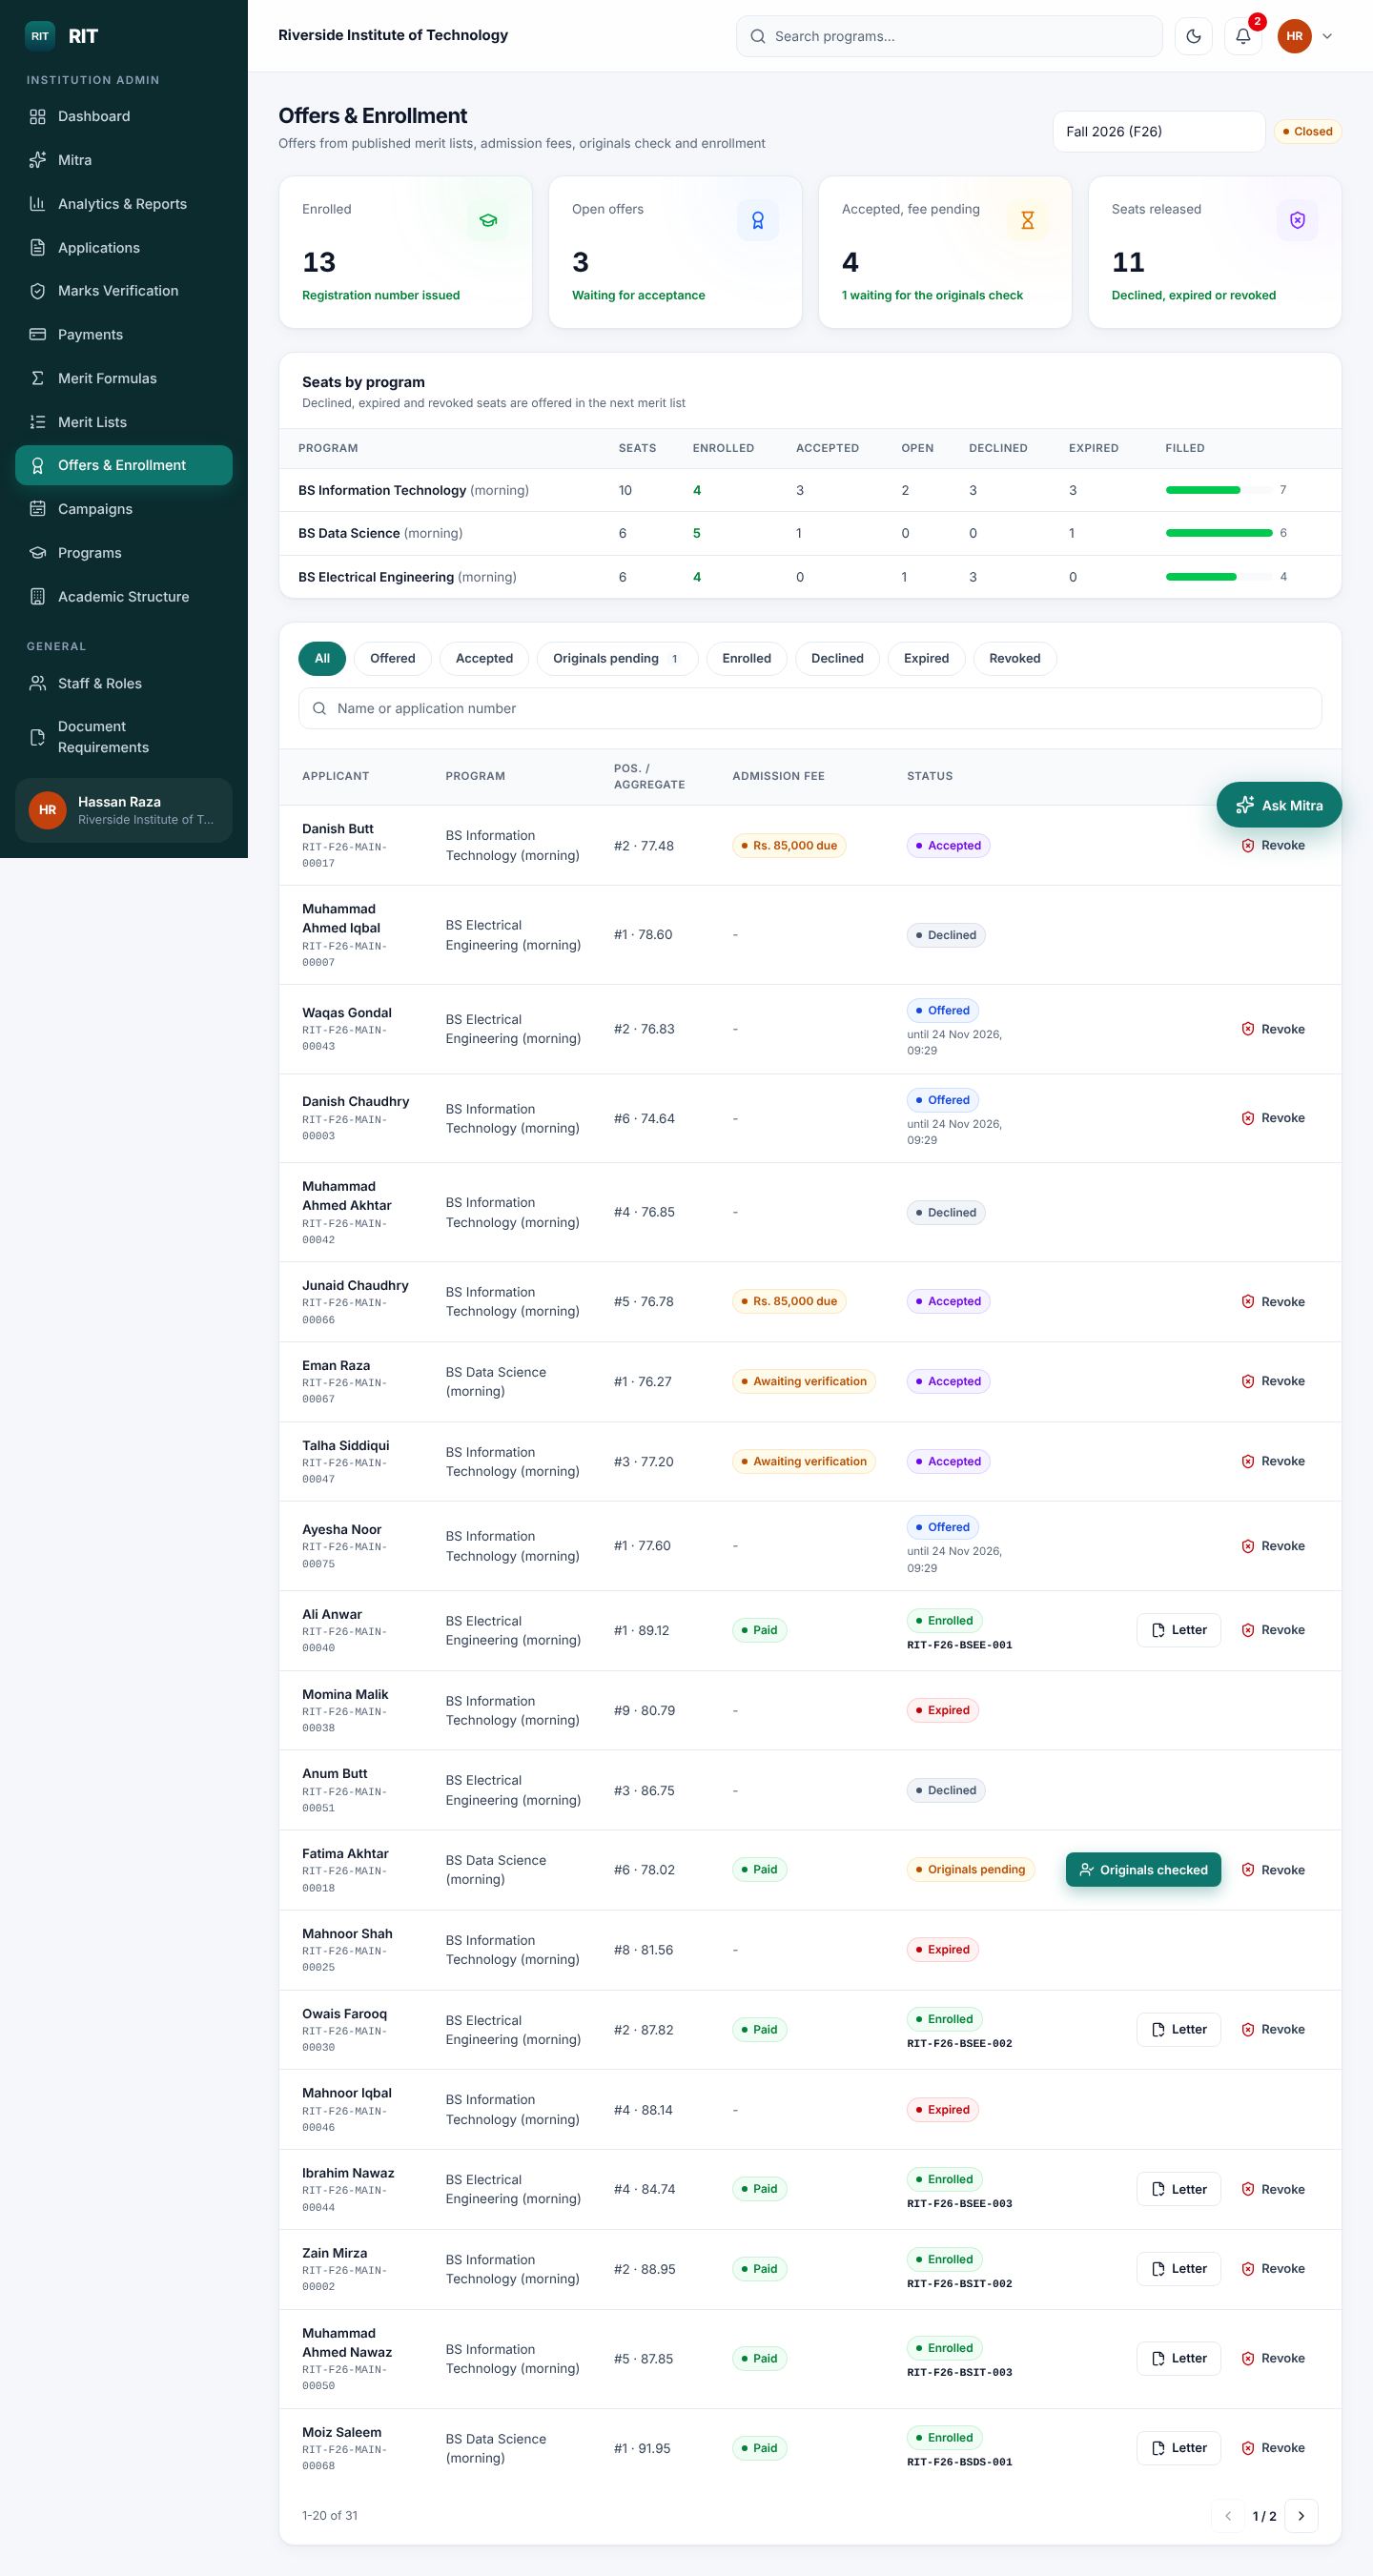 RIT RIT
INSTITUTION ADMIN
Dashboard
Mitra
Analytics & Reports
Applications
Marks Verification
Payments
Merit Formulas
Merit Lists
Offers & Enrollment
Campaigns
Programs
Academic Structure
GENERAL
Staff & Roles
Document
Requirements
HR Hassan Raza
Riverside Institute of T...
Riverside Institute of Technology
Search programs...
2
HR
Offers & Enrollment
Offers from published merit lists, admission fees, originals check and enrollment
Fall 2026 (F26) Closed
Enrolled
13
Registration number issued
Open offers
3
Waiting for acceptance
Accepted, fee pending
4
1 waiting for the originals check
Seats released
11
Declined, expired or revoked
Seats by program
Declined, expired and revoked seats are offered in the next merit list
PROGRAM SEATS ENROLLED ACCEPTED OPEN DECLINED EXPIRED FILLED
BS Information Technology (morning) 10 4 3 2 3 3 7
BS Data Science (morning) 6 5 1 0 0 1 6
BS Electrical Engineering (morning) 6 4 0 1 3 0 4
All Offered Accepted Originals pending 1 Enrolled Declined Expired Revoked
Name or application number
APPLICANT PROGRAM POS. / AGGREGATE ADMISSION FEE STATUS
Ask Mitra
Danish Butt
RIT-F26-MAIN-
00017
BS Information
Technology (morning)
#2 · 77.48 Rs. 85,000 due Accepted Revoke
Muhammad
Ahmed Iqbal
RIT-F26-MAIN-
00007
BS Electrical
Engineering (morning)
#1 · 78.60 - Declined
Waqas Gondal
RIT-F26-MAIN-
00043
BS Electrical
Engineering (morning)
#2 · 76.83 - Offered
until 24 Nov 2026,
09:29
Revoke
Danish Chaudhry
RIT-F26-MAIN-
00003
BS Information
Technology (morning)
#6 · 74.64 - Offered
until 24 Nov 2026,
09:29
Revoke
Muhammad
Ahmed Akhtar
RIT-F26-MAIN-
00042
BS Information
Technology (morning)
#4 · 76.85 - Declined
Junaid Chaudhry
RIT-F26-MAIN-
00066
BS Information
Technology (morning)
#5 · 76.78 Rs. 85,000 due Accepted Revoke
Eman Raza
RIT-F26-MAIN-
00067
BS Data Science
(morning)
#1 · 76.27 Awaiting verification Accepted Revoke
Talha Siddiqui
RIT-F26-MAIN-
00047
BS Information
Technology (morning)
#3 · 77.20 Awaiting verification Accepted Revoke
Ayesha Noor
RIT-F26-MAIN-
00075
BS Information
Technology (morning)
#1 · 77.60 - Offered
until 24 Nov 2026,
09:29
Revoke
Ali Anwar
RIT-F26-MAIN-
00040
BS Electrical
Engineering (morning)
#1 · 89.12 Paid Enrolled
RIT-F26-BSEE-001
Letter Revoke
Momina Malik
RIT-F26-MAIN-
00038
BS Information
Technology (morning)
#9 · 80.79 - Expired
Anum Butt
RIT-F26-MAIN-
00051
BS Electrical
Engineering (morning)
#3 · 86.75 - Declined
Fatima Akhtar
RIT-F26-MAIN-
00018
BS Data Science
(morning)
#6 · 78.02 Paid Originals pending Originals checked Revoke
Mahnoor Shah
RIT-F26-MAIN-
00025
BS Information
Technology (morning)
#8 · 81.56 - Expired
Owais Farooq
RIT-F26-MAIN-
00030
BS Electrical
Engineering (morning)
#2 · 87.82 Paid Enrolled
RIT-F26-BSEE-002
Letter Revoke
Mahnoor Iqbal
RIT-F26-MAIN-
00046
BS Information
Technology (morning)
#4 · 88.14 - Expired
Ibrahim Nawaz
RIT-F26-MAIN-
00044
BS Electrical
Engineering (morning)
#4 · 84.74 Paid Enrolled
RIT-F26-BSEE-003
Letter Revoke
Zain Mirza
RIT-F26-MAIN-
00002
BS Information
Technology (morning)
#2 · 88.95 Paid Enrolled
RIT-F26-BSIT-002
Letter Revoke
Muhammad
Ahmed Nawaz
RIT-F26-MAIN-
00050
BS Information
Technology (morning)
#5 · 87.85 Paid Enrolled
RIT-F26-BSIT-003
Letter Revoke
Moiz Saleem
RIT-F26-MAIN-
00068
BS Data Science
(morning)
#1 · 91.95 Paid Enrolled
RIT-F26-BSDS-001
Letter Revoke
1-20 of 31 1 / 2